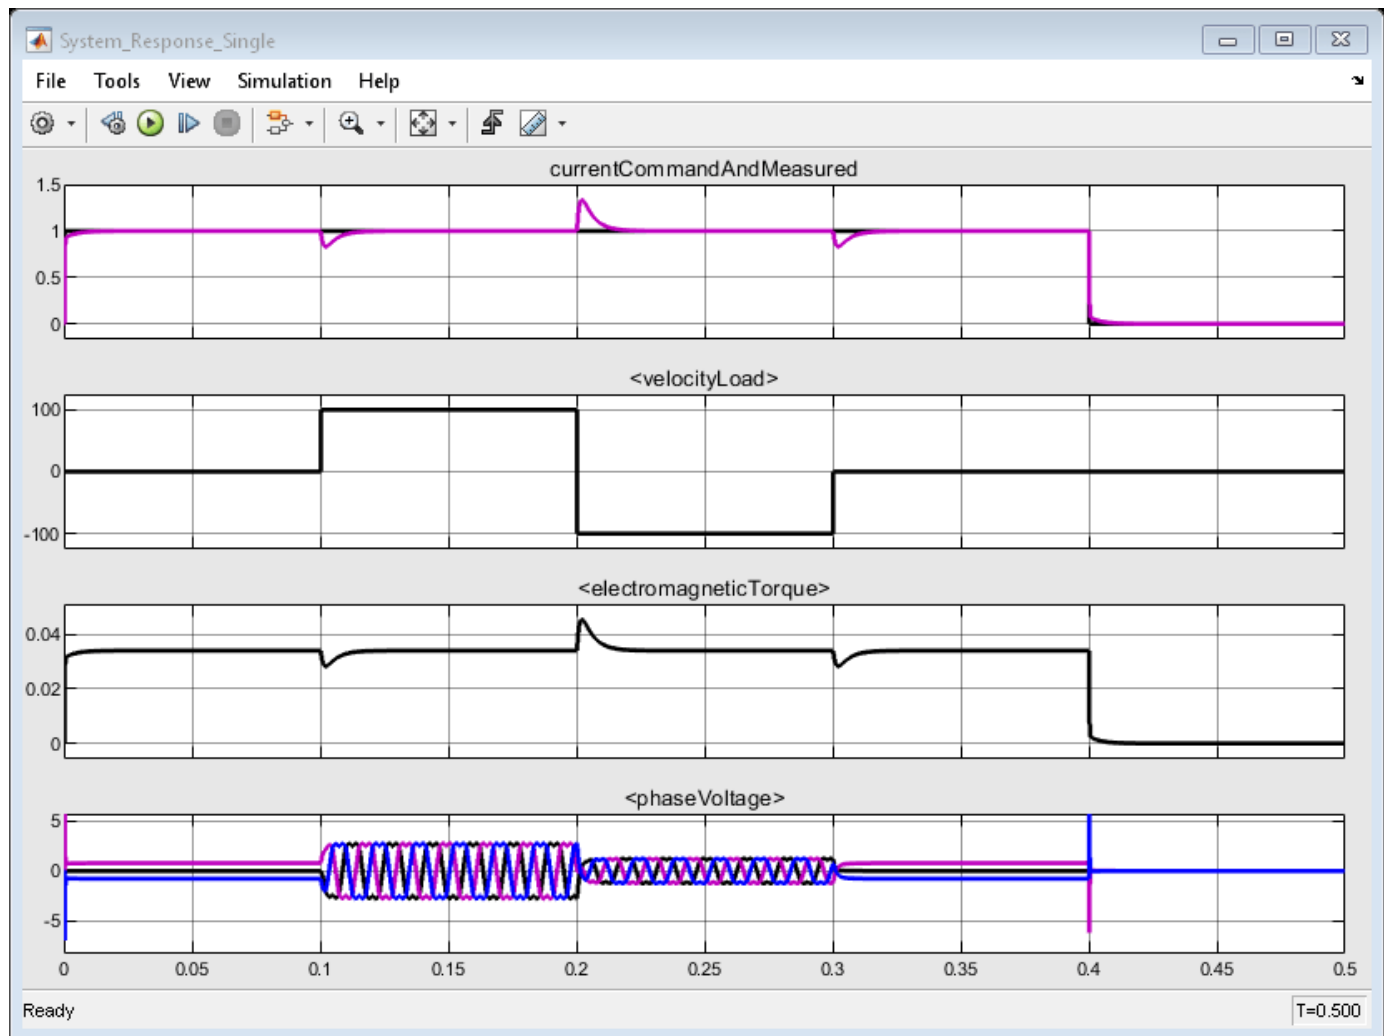 System_Response_Single
File Tools View Simulation Help
currentCommandAndMeasured
1.5
1
0.5
0
<velocityLoad>
100
0
-100
<electromagneticTorque>
0.04
0.02
0
<phaseVoltage>
5
0
-5
0 0.05 0.1 0.15 0.2 0.25 0.3 0.35 0.4 0.45 0.5
Ready T=0.500